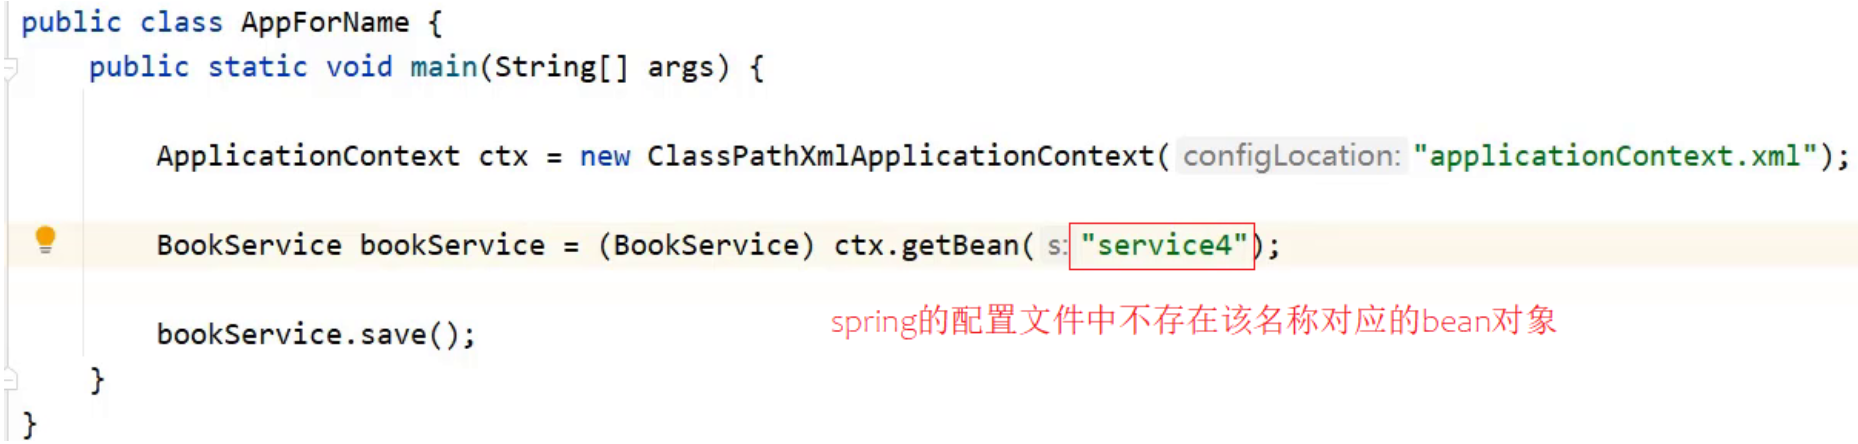 public class AppForName {
public static void main(String[] args) {
ApplicationContext ctx = new ClassPathXmlApplicationContext( configLocation: "applicationContext.xml");
BookService bookService = (BookService) ctx.getBean( s: "service4");
spring的配置文件中不存在该名称对应的bean对象
bookService.save();
}
}